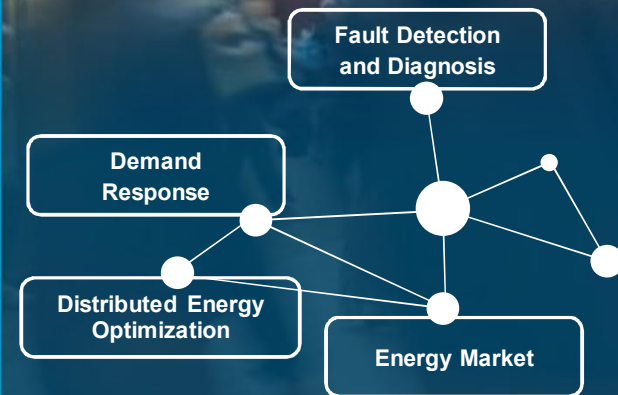 Fault Detection
and Diagnosis
Demand
Response
Distributed Energy
Optimization
Energy Market